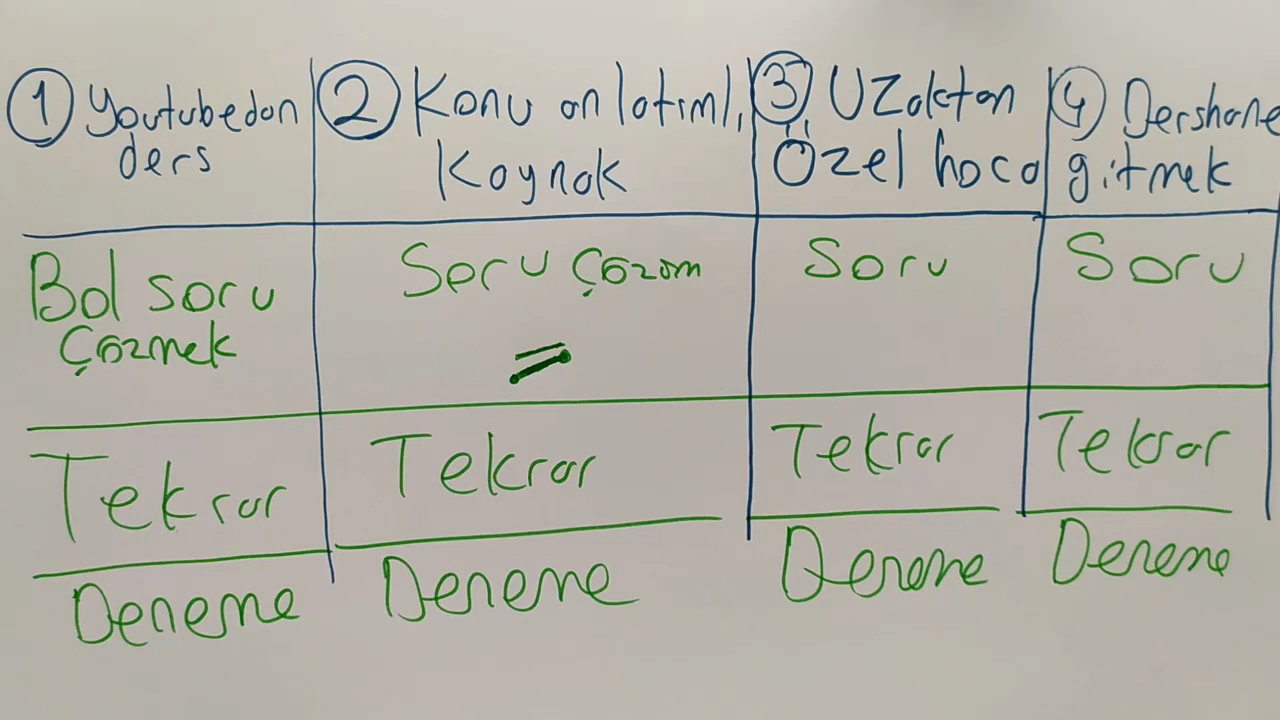 1 Youtubedan
ders
2 Konu anlatımlı
Kaynak
3 Uzaktan
Özel hoca
4 Dershane
gitmek
Bol soru
Çözmek
Soru Çözüm
Soru
Soru
=
Tekrar
Tekrar
Tekrar
Tekrar
Deneme
Deneme
Deneme
Deneme